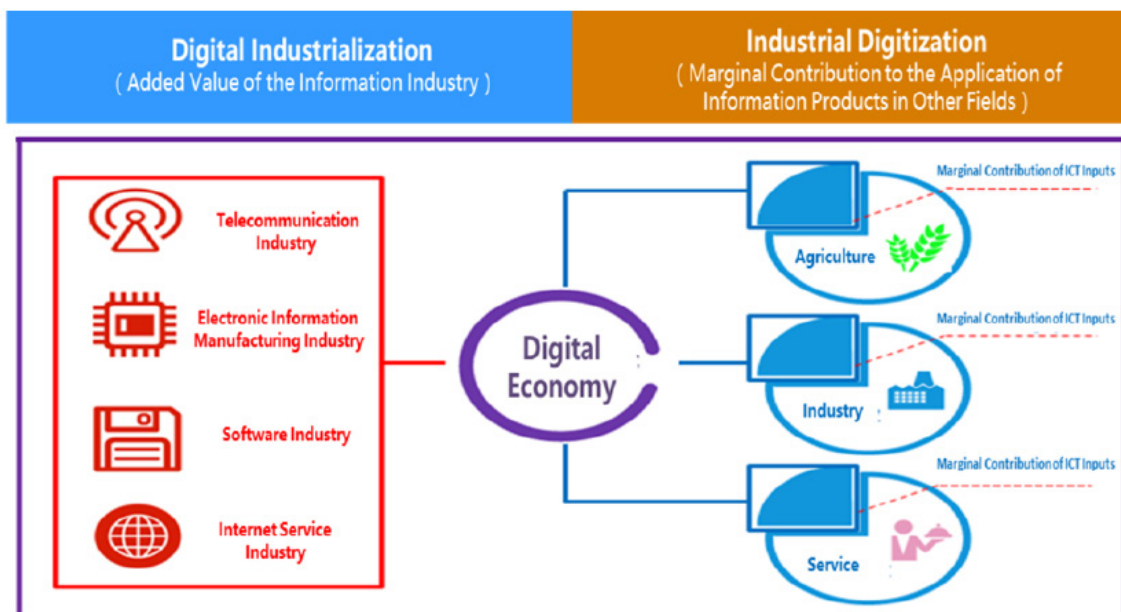 Digital Industrialization
( Added Value of the Information Industry )
Industrial Digitization
( Marginal Contribution to the Application of
Information Products in Other Fields )
Telecommunication
Industry
Electronic Information
Manufacturing Industry
Software Industry
Internet Service
Industry
Digital
Economy
Marginal Contribution of ICT Inputs
Agriculture
Marginal Contribution of ICT Inputs
Industry
Marginal Contribution of ICT Inputs
Service